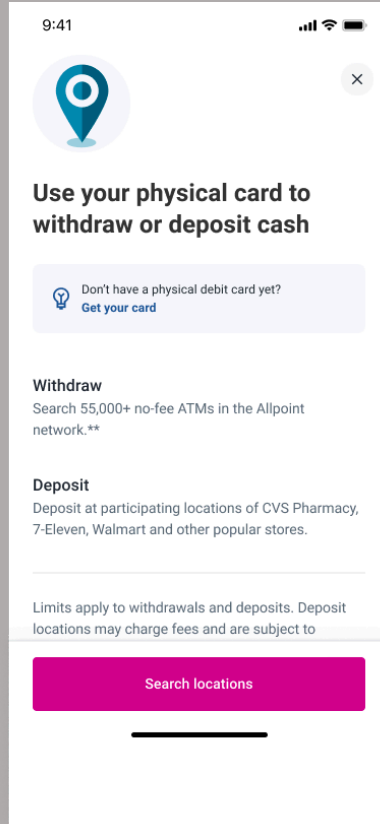 9:41
Use your physical card to
withdraw or deposit cash
Don't have a physical debit card yet?
Get your card
Withdraw
Search 55,000+ no-fee ATMs in the Allpoint
network.**
Deposit
Deposit at participating locations of CVS Pharmacy,
7-Eleven, Walmart and other popular stores.
Limits apply to withdrawals and deposits. Deposit
locations may charge fees and are subject to
Search locations